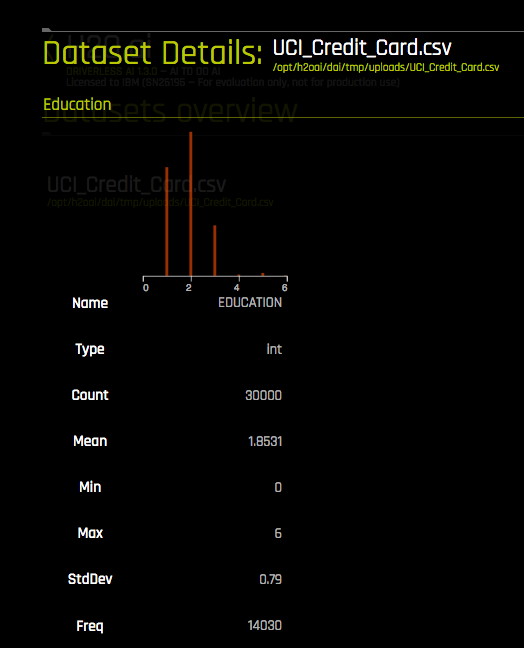 Dataset Details: UCI_Credit_Card.csv
/opt/h2oai/dai/tmp/uploads/UCI_Credit_Card.csv
H2O.ai
DRIVERLESS AI 1.3.0 – AI TO DO AI
Licensed to IBM (SN25196 – For evaluation only, not for production use)
Education
Datasets overview
UCI_Credit_Card.csv
/opt/h2oai/dai/tmp/uploads/UCI_Credit_Card.csv
0 2 4 6
Name EDUCATION
Type int
Count 30000
Mean 1.8531
Min 0
Max 6
StdDev 0.79
Freq 14030